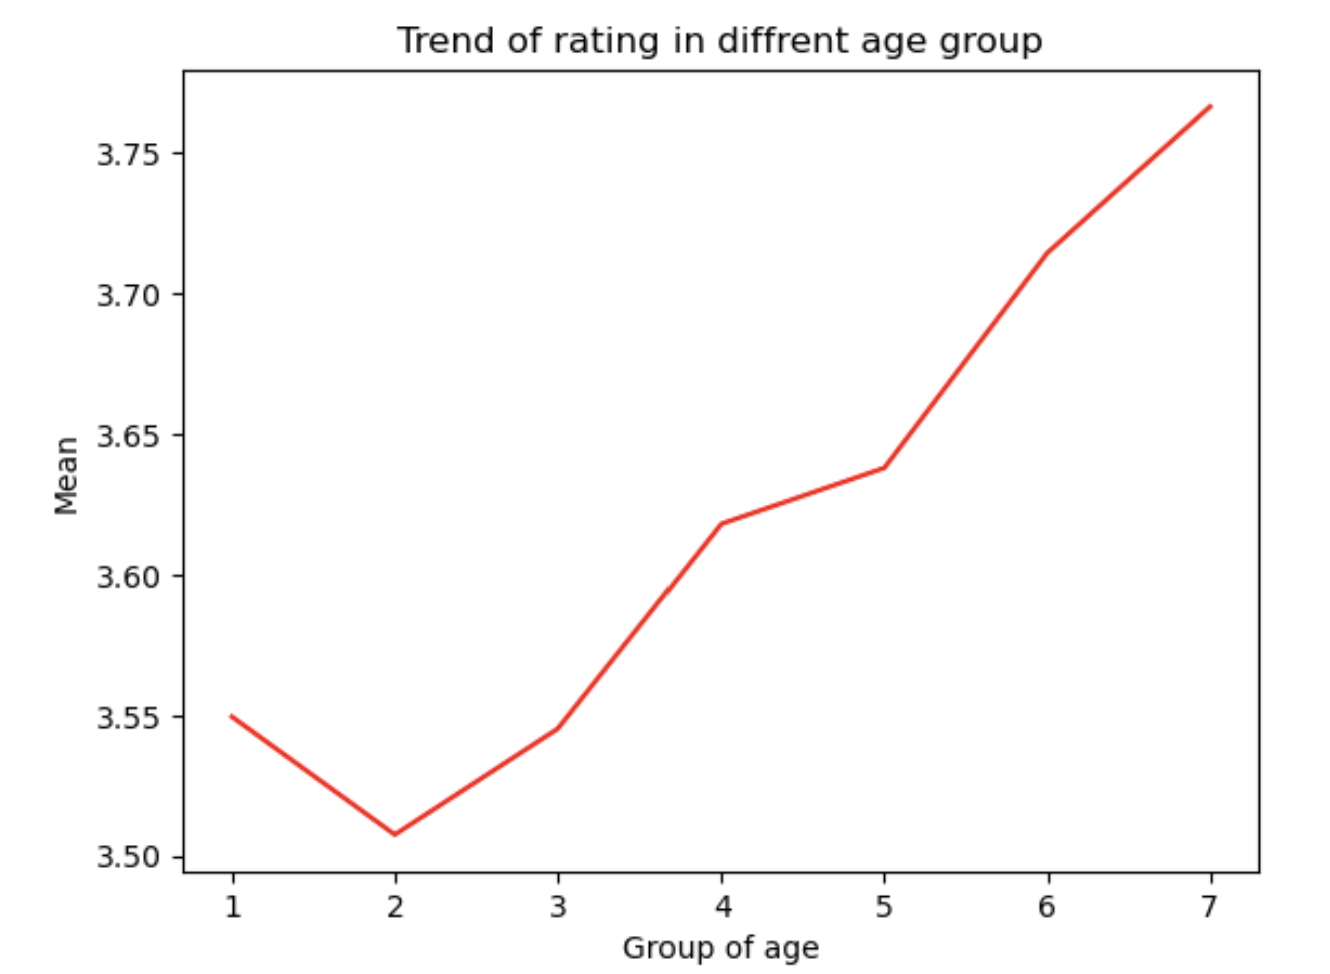 Trend of rating in diffrent age group
3.75
3.70
3.65
3.60
3.55
3.50
Mean
1 2 3 4 5 6 7
Group of age